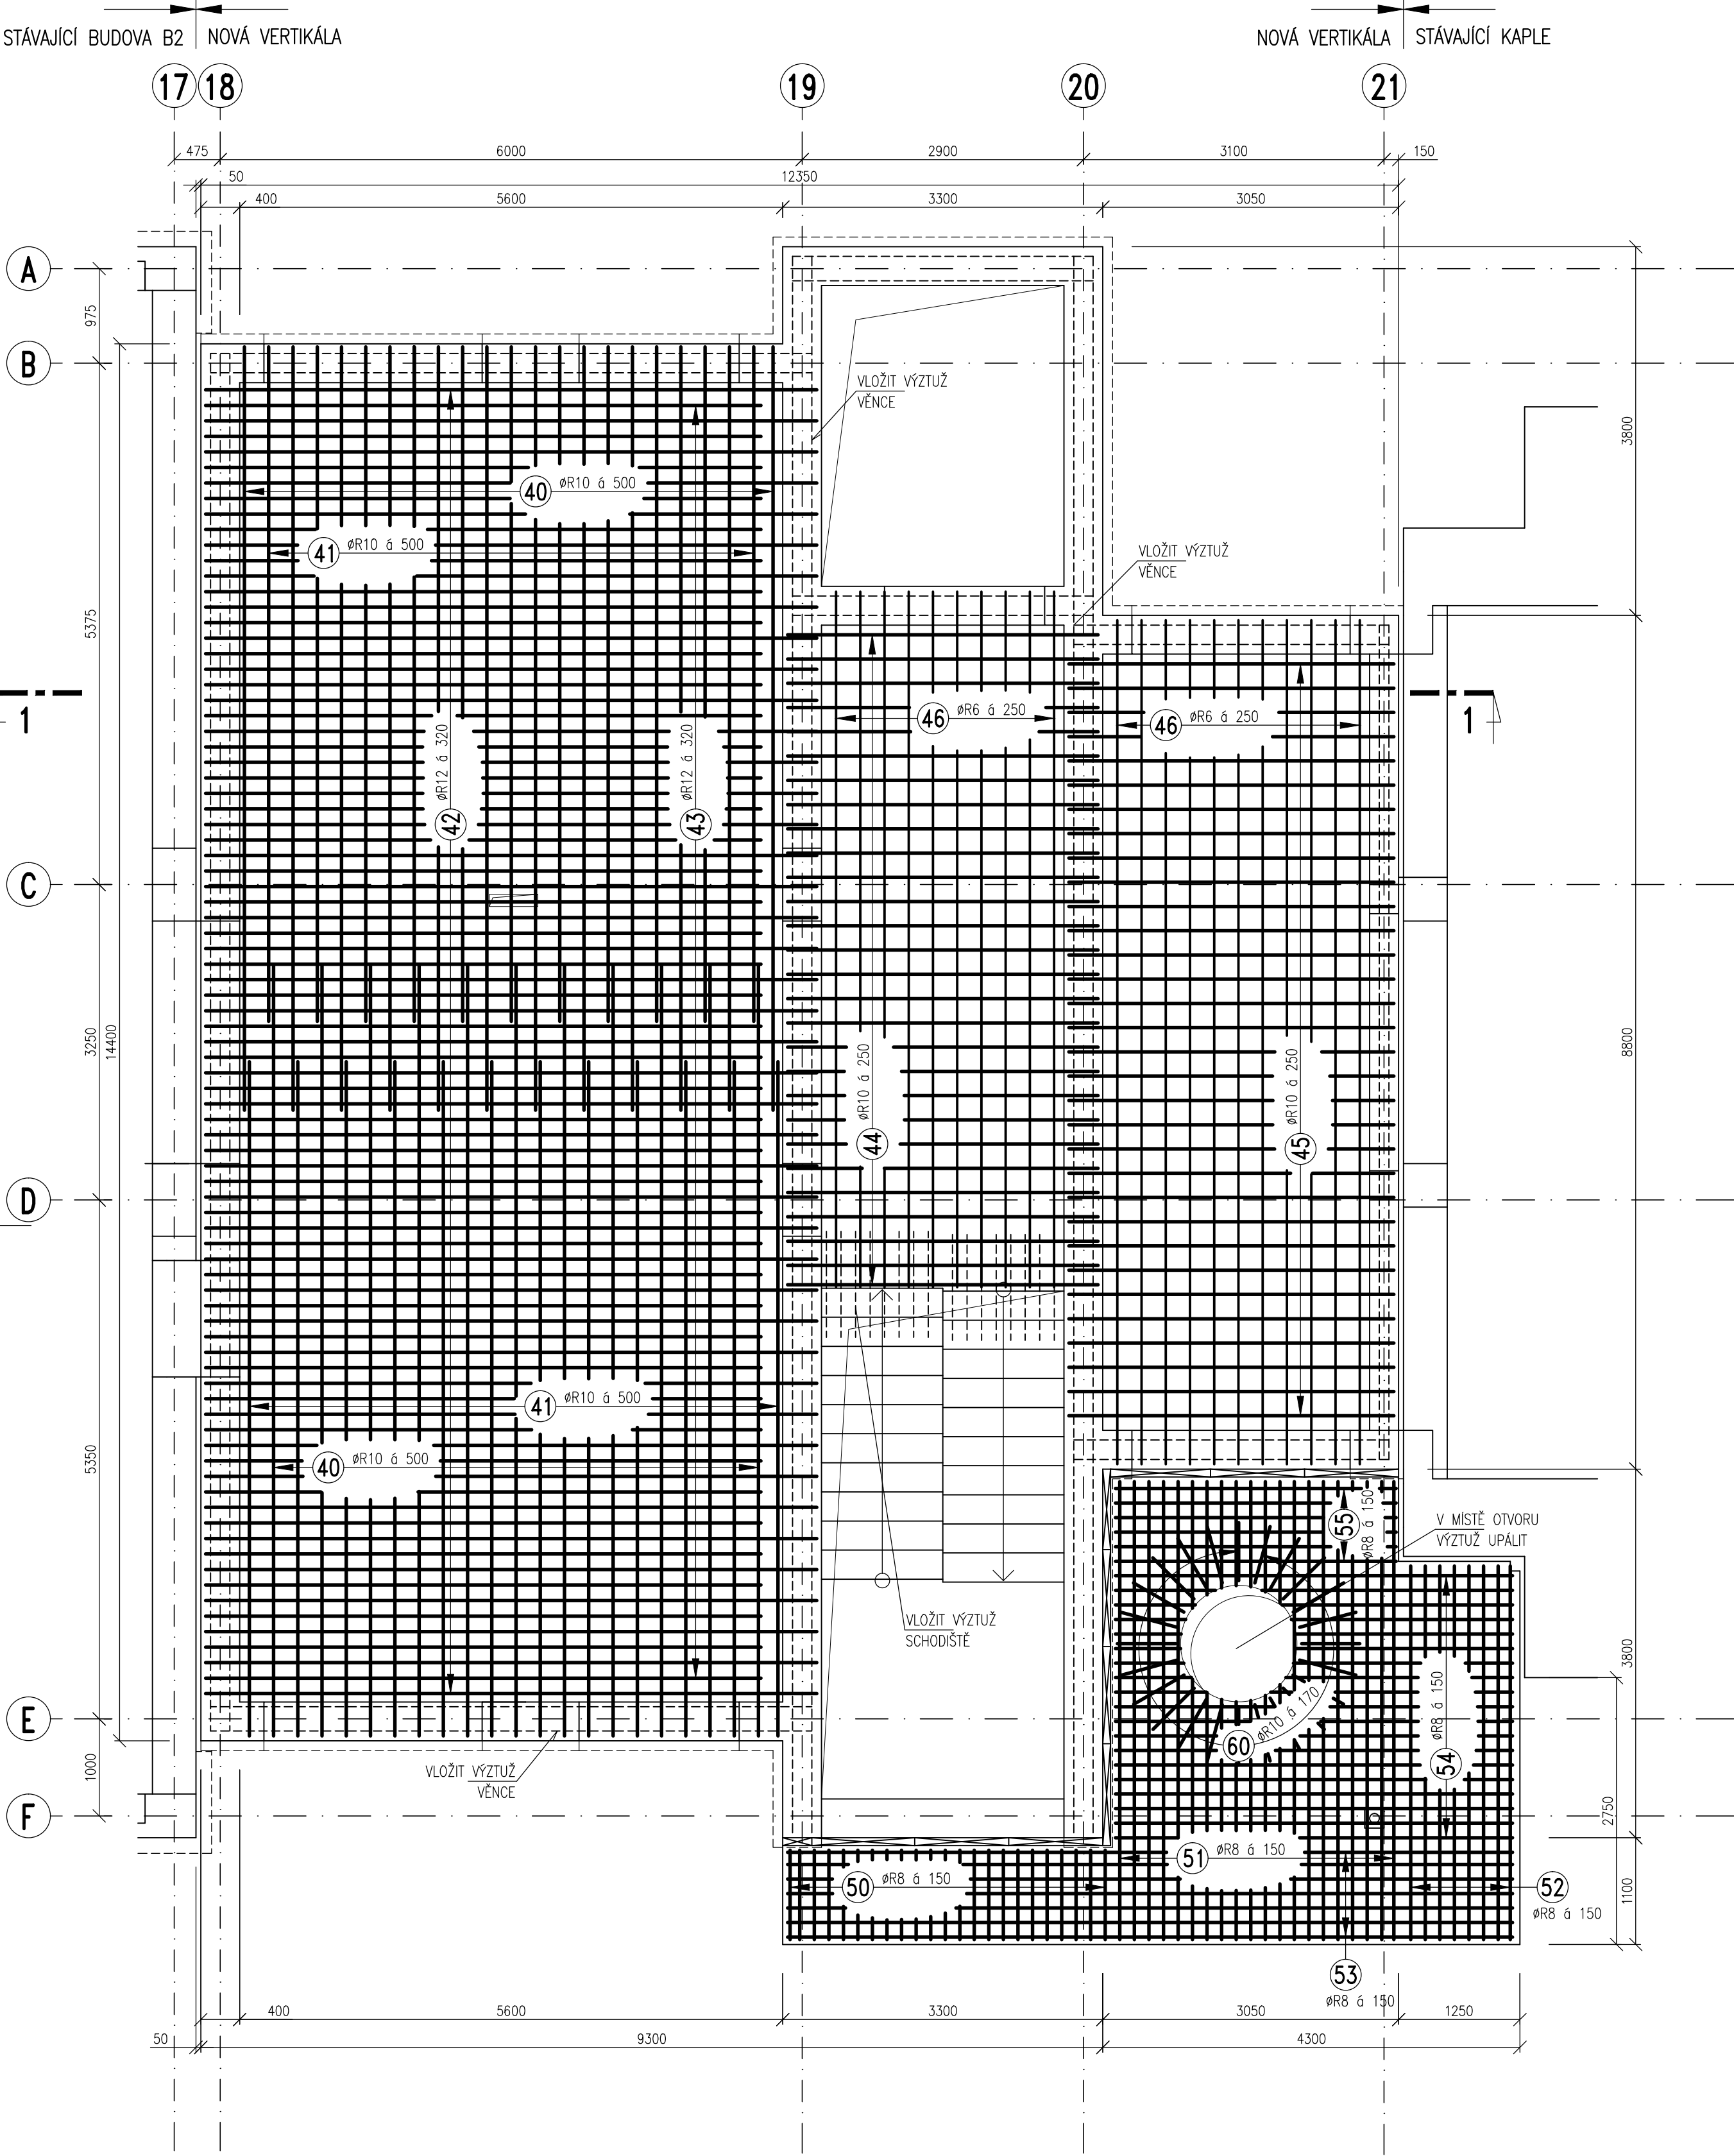 STÁVAJÍCÍ BUDOVA B2
NOVÁ VERTIKÁLA
NOVÁ VERTIKÁLA
STÁVAJÍCÍ KAPLE
17
18
19
20
21
475
6000
2900
3100
150
50
12350
400
5600
3300
3050
A
975
B
VLOŽIT VÝZTUŽ
VĚNCE
3800
40
øR10 á 500
41
øR10 á 500
VLOŽIT VÝZTUŽ
VĚNCE
5375
1
øR12 á 320
42
øR12 á 320
43
46
øR6 á 250
46
øR6 á 250
1
C
3250
14400
øR10 á 250
44
øR10 á 250
45
8800
D
5350
41
øR10 á 500
40
øR10 á 500
55
øR8 á 150
V MÍSTĚ OTVORU
VÝZTUŽ UPÁLIT
VLOŽIT VÝZTUŽ
SCHODIŠTĚ
3800
E
60
øR10 á 170
øR8 á 150
54
1000
VLOŽIT VÝZTUŽ
VĚNCE
F
2750
51
øR8 á 150
50
øR8 á 150
52
øR8 á 150
1100
53
øR8 á 150
400
5600
3300
3050
1250
50
9300
4300